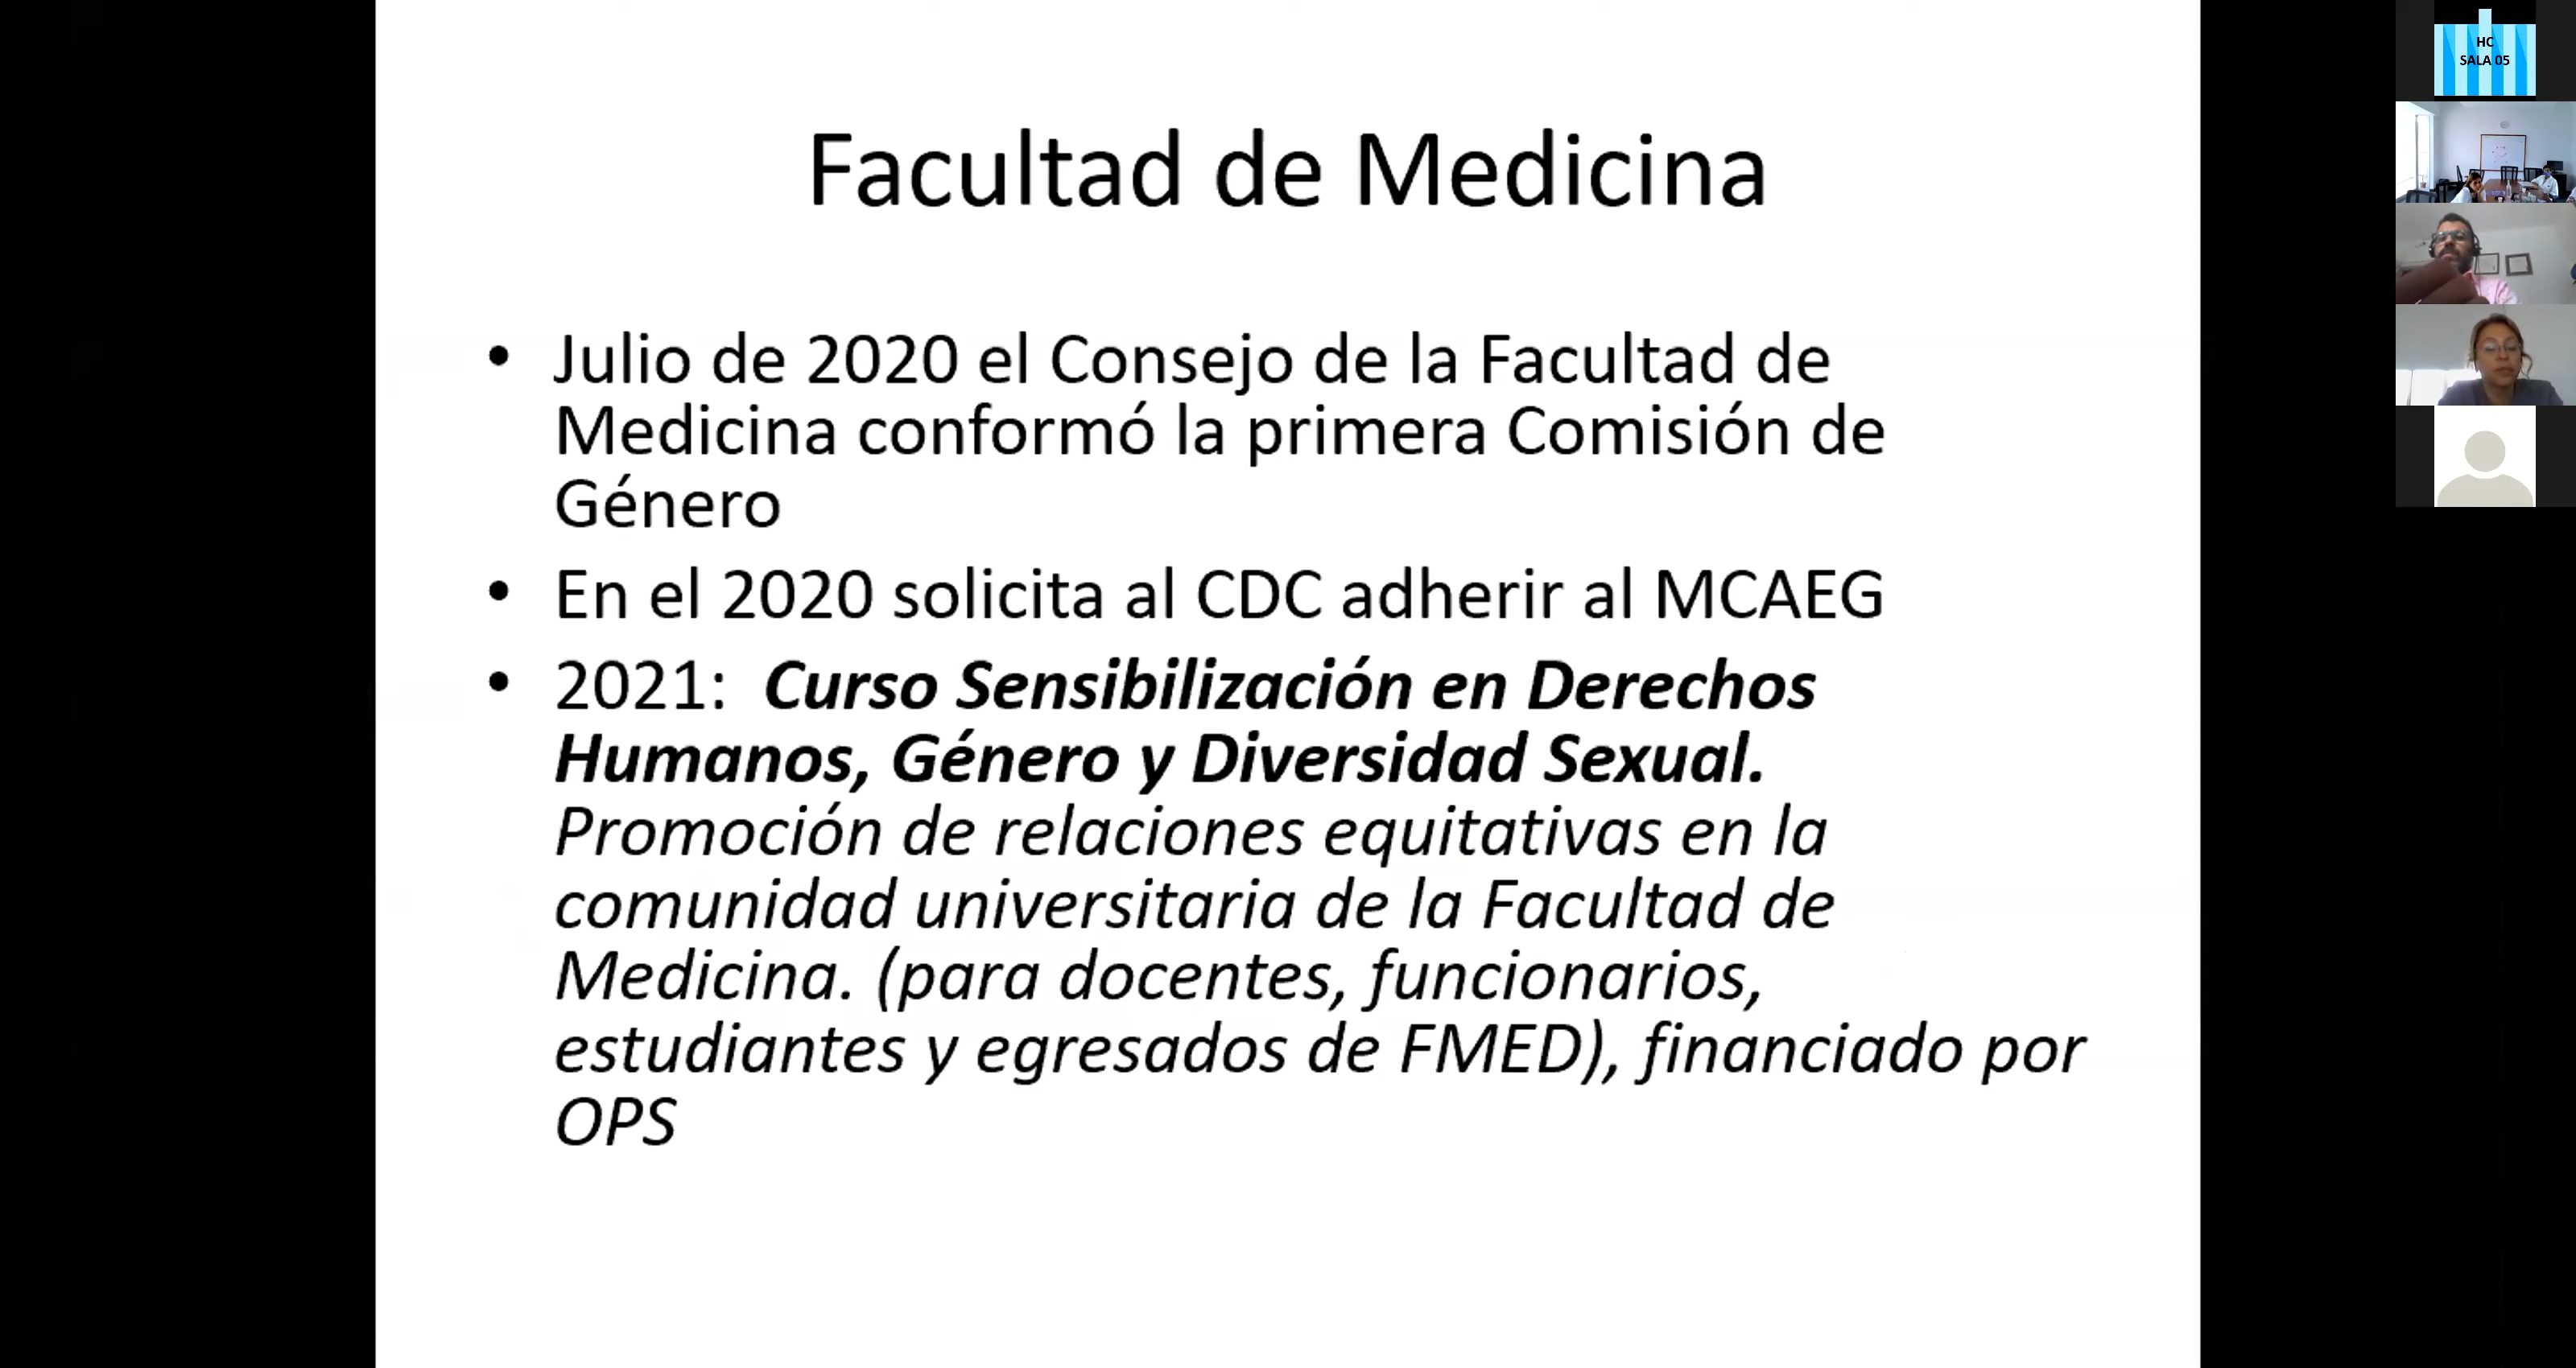 Facultad de Medicina
• Julio de 2020 el Consejo de la Facultad de
Medicina conformó la primera Comisión de
Género
• En el 2020 solicita al CDC adherir al MCAEG
• 2021: Curso Sensibilización en Derechos
Humanos, Género y Diversidad Sexual.
Promoción de relaciones equitativas en la
comunidad universitaria de la Facultad de
Medicina. (para docentes, funcionarios,
estudiantes y egresados de FMED), financiado por
OPS
HC
SALA 05